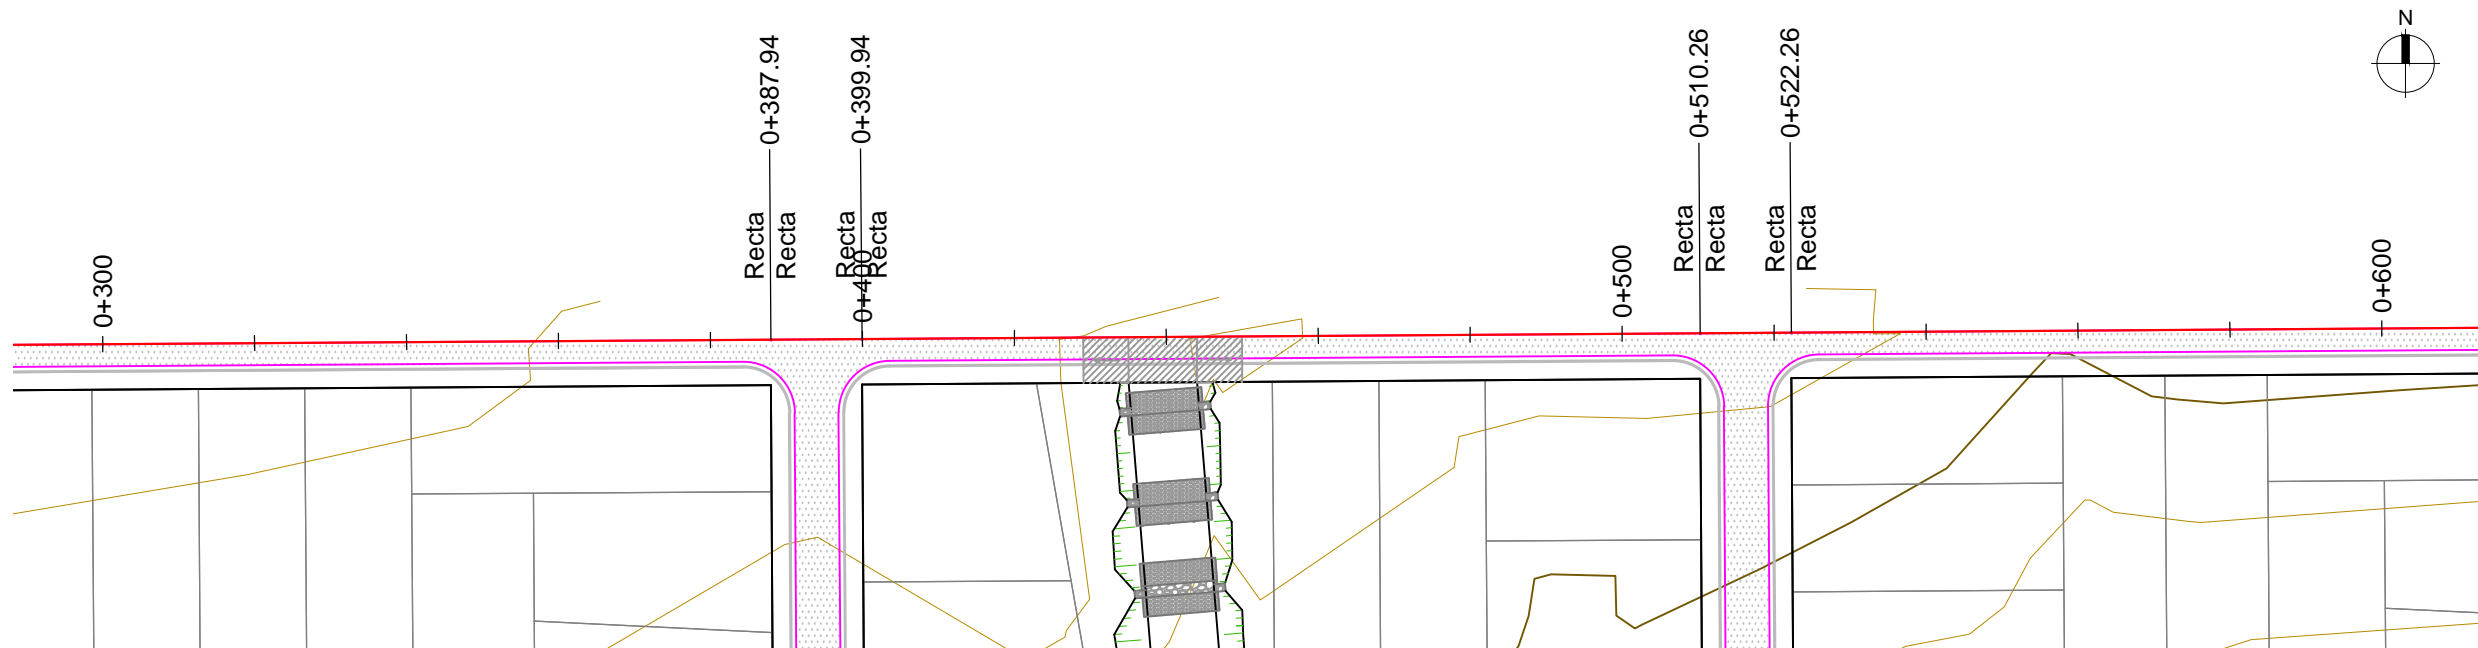 N
0+387.94
0+399.94
0+510.26
0+522.26
Recta
Recta
Recta
Recta
Recta
Recta
Recta
Recta
0+300
0+400
0+500
0+600